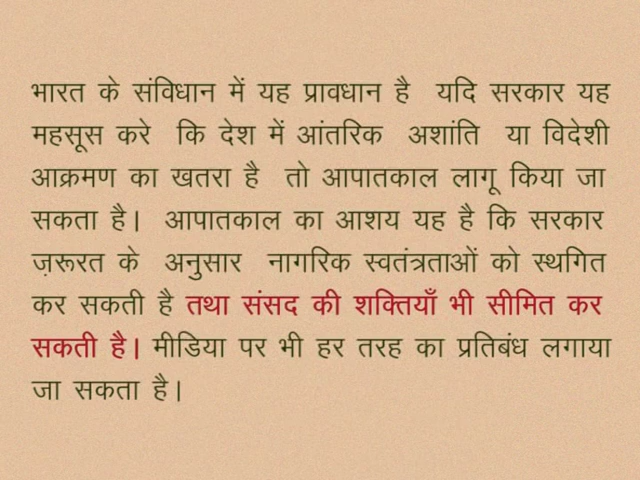 भारत के संविधान में यह प्रावधान है यदि सरकार यह
महसूस करे कि देश में आंतरिक अशांति या विदेशी
आक्रमण का खतरा है तो आपातकाल लागू किया जा
सकता है। आपातकाल का आशय यह है कि सरकार
ज़रूरत के अनुसार नागरिक स्वतंत्रताओं को स्थगित
कर सकती है तथा संसद की शक्तियाँ भी सीमित कर
सकती है। मीडिया पर भी हर तरह का प्रतिबंध लगाया
जा सकता है।